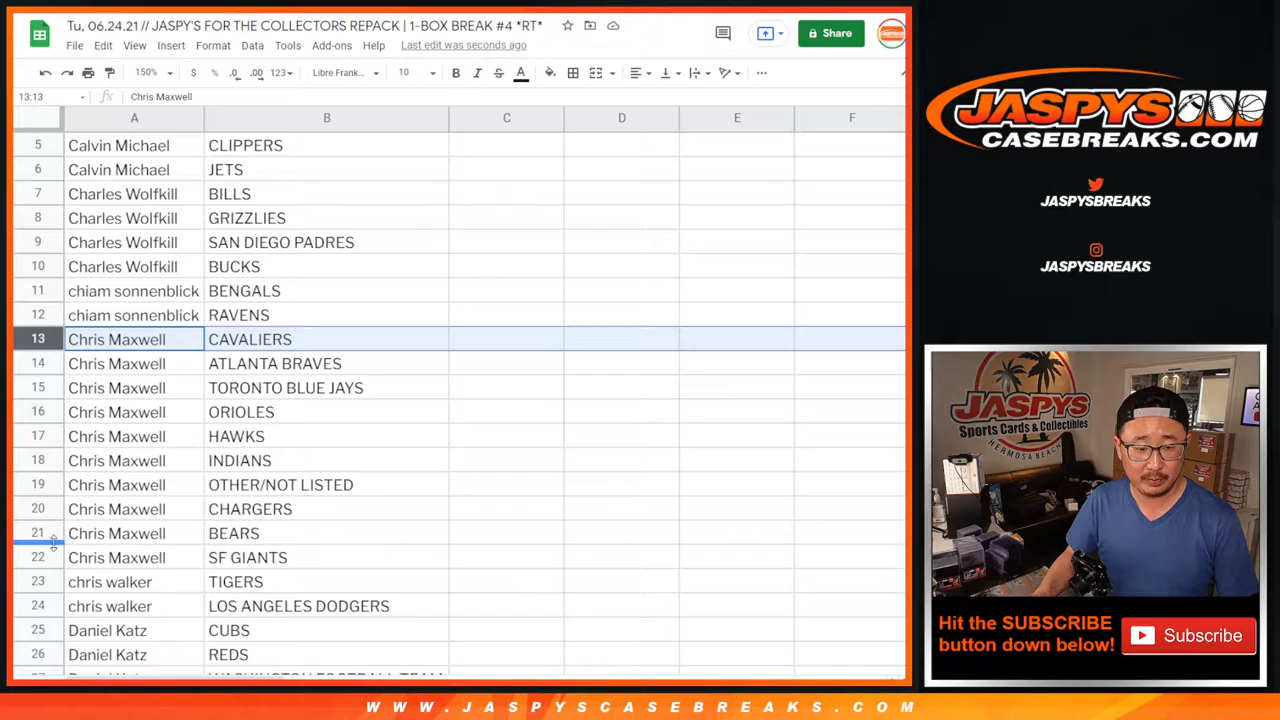 Tu, 06.24.21 // JASPY'S FOR THE COLLECTORS REPACK | 1-BOX BREAK #4 *RT*
File Edit View Insert Format Data Tools Add-ons Help Last edit was seconds ago
Share
150% $ % .0 .00 123 Libre Frank... 10 B I S A
13:13 fx Chris Maxwell
A B C D E F
5 Calvin Michael CLIPPERS
6 Calvin Michael JETS
7 Charles Wolfkill BILLS
8 Charles Wolfkill GRIZZLIES
9 Charles Wolfkill SAN DIEGO PADRES
10 Charles Wolfkill BUCKS
11 chiam sonnenblick BENGALS
12 chiam sonnenblick RAVENS
13 Chris Maxwell CAVALIERS
14 Chris Maxwell ATLANTA BRAVES
15 Chris Maxwell TORONTO BLUE JAYS
16 Chris Maxwell ORIOLES
17 Chris Maxwell HAWKS
18 Chris Maxwell INDIANS
19 Chris Maxwell OTHER/NOT LISTED
20 Chris Maxwell CHARGERS
21 Chris Maxwell BEARS
22 Chris Maxwell SF GIANTS
23 chris walker TIGERS
24 chris walker LOS ANGELES DODGERS
25 Daniel Katz CUBS
26 Daniel Katz REDS
JASPYS
CASEBREAKS.COM
JASPYSBREAKS
JASPYSBREAKS
JASPYS
Sports Cards & Collectibles
HERMOSA BEACH
Hit the SUBSCRIBE
button down below!
Subscribe
WWW.JASPYSCASEBREAKS.COM